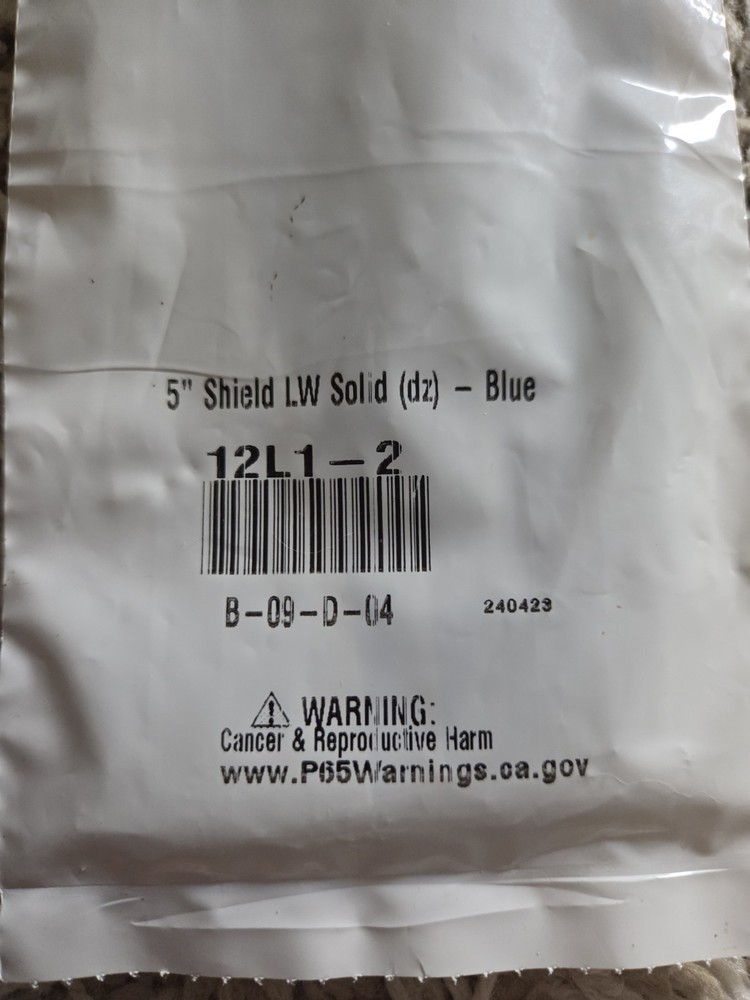 5" Shield LW Solid (dz) – Blue
12L1-2
B-09-D-04
240423
WARNING:
Cancer & Reproductive Harm
www.P65Warnings.ca.gov